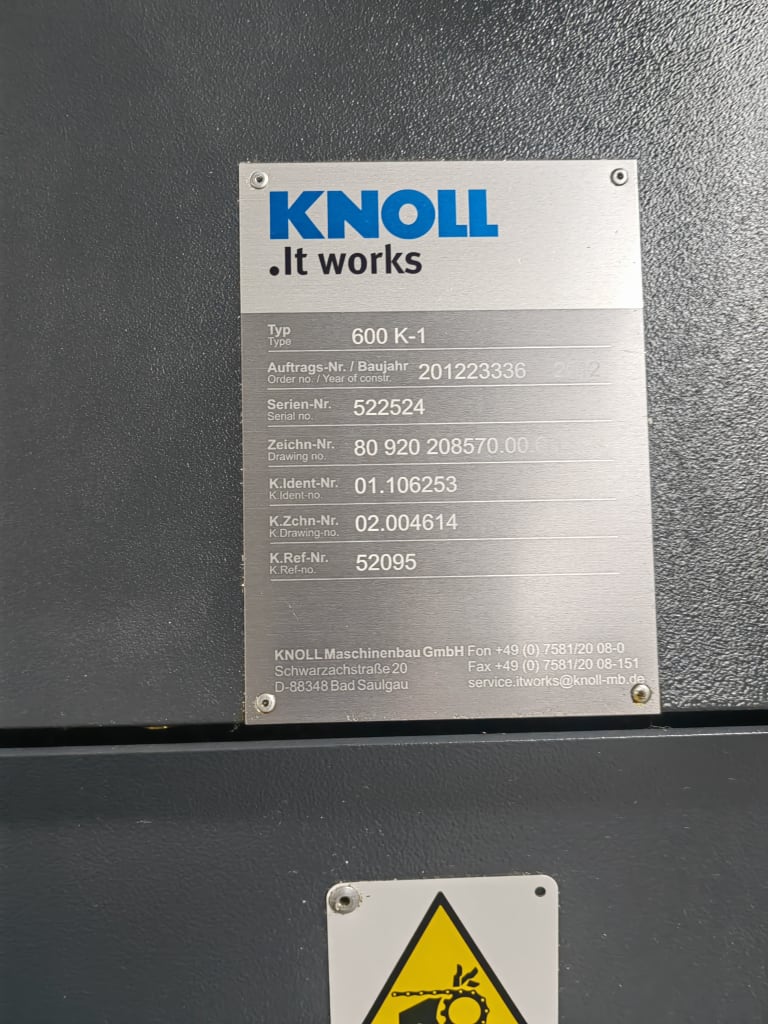 KNOLL
.It works
Typ
Type
600 K-1
Auftrags-Nr. / Baujahr
Order no. / Year of constr.
201223336 2012
Serien-Nr.
Serial no.
522524
Zeichn-Nr.
Drawing no.
80 920 208570.00
K.Ident-Nr.
K.Ident-no.
01.106253
K.Zchn-Nr.
K.Drawing-no.
02.004614
K.Ref-Nr.
K.Ref-no.
52095
KNOLL Maschinenbau GmbH Fon +49 (0) 7581/20 08-0
Schwarzachstraße 20 Fax +49 (0) 7581/20 08-151
D-88348 Bad Saulgau service.itworks@knoll-mb.de